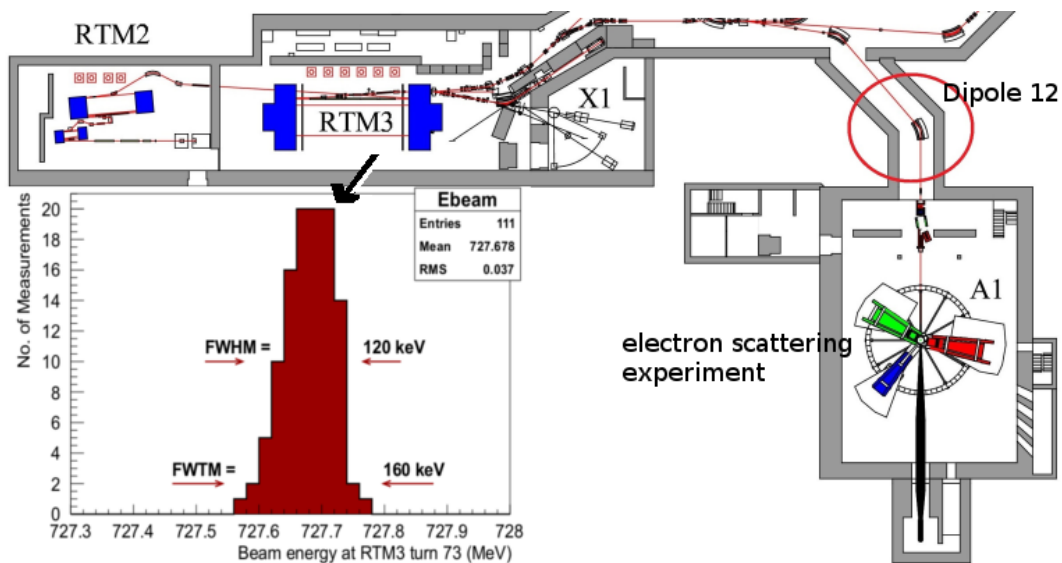 RTM2
RTM3
X1
Dipole 12
A1
electron scattering
experiment
Ebeam
Entries 111
Mean 727.678
RMS 0.037
No. of Measurements
20
18
16
14
12
10
8
6
4
2
0
FWHM = 120 keV
FWTM = 160 keV
727.3 727.4 727.5 727.6 727.7 727.8 727.9 728
Beam energy at RTM3 turn 73 (MeV)